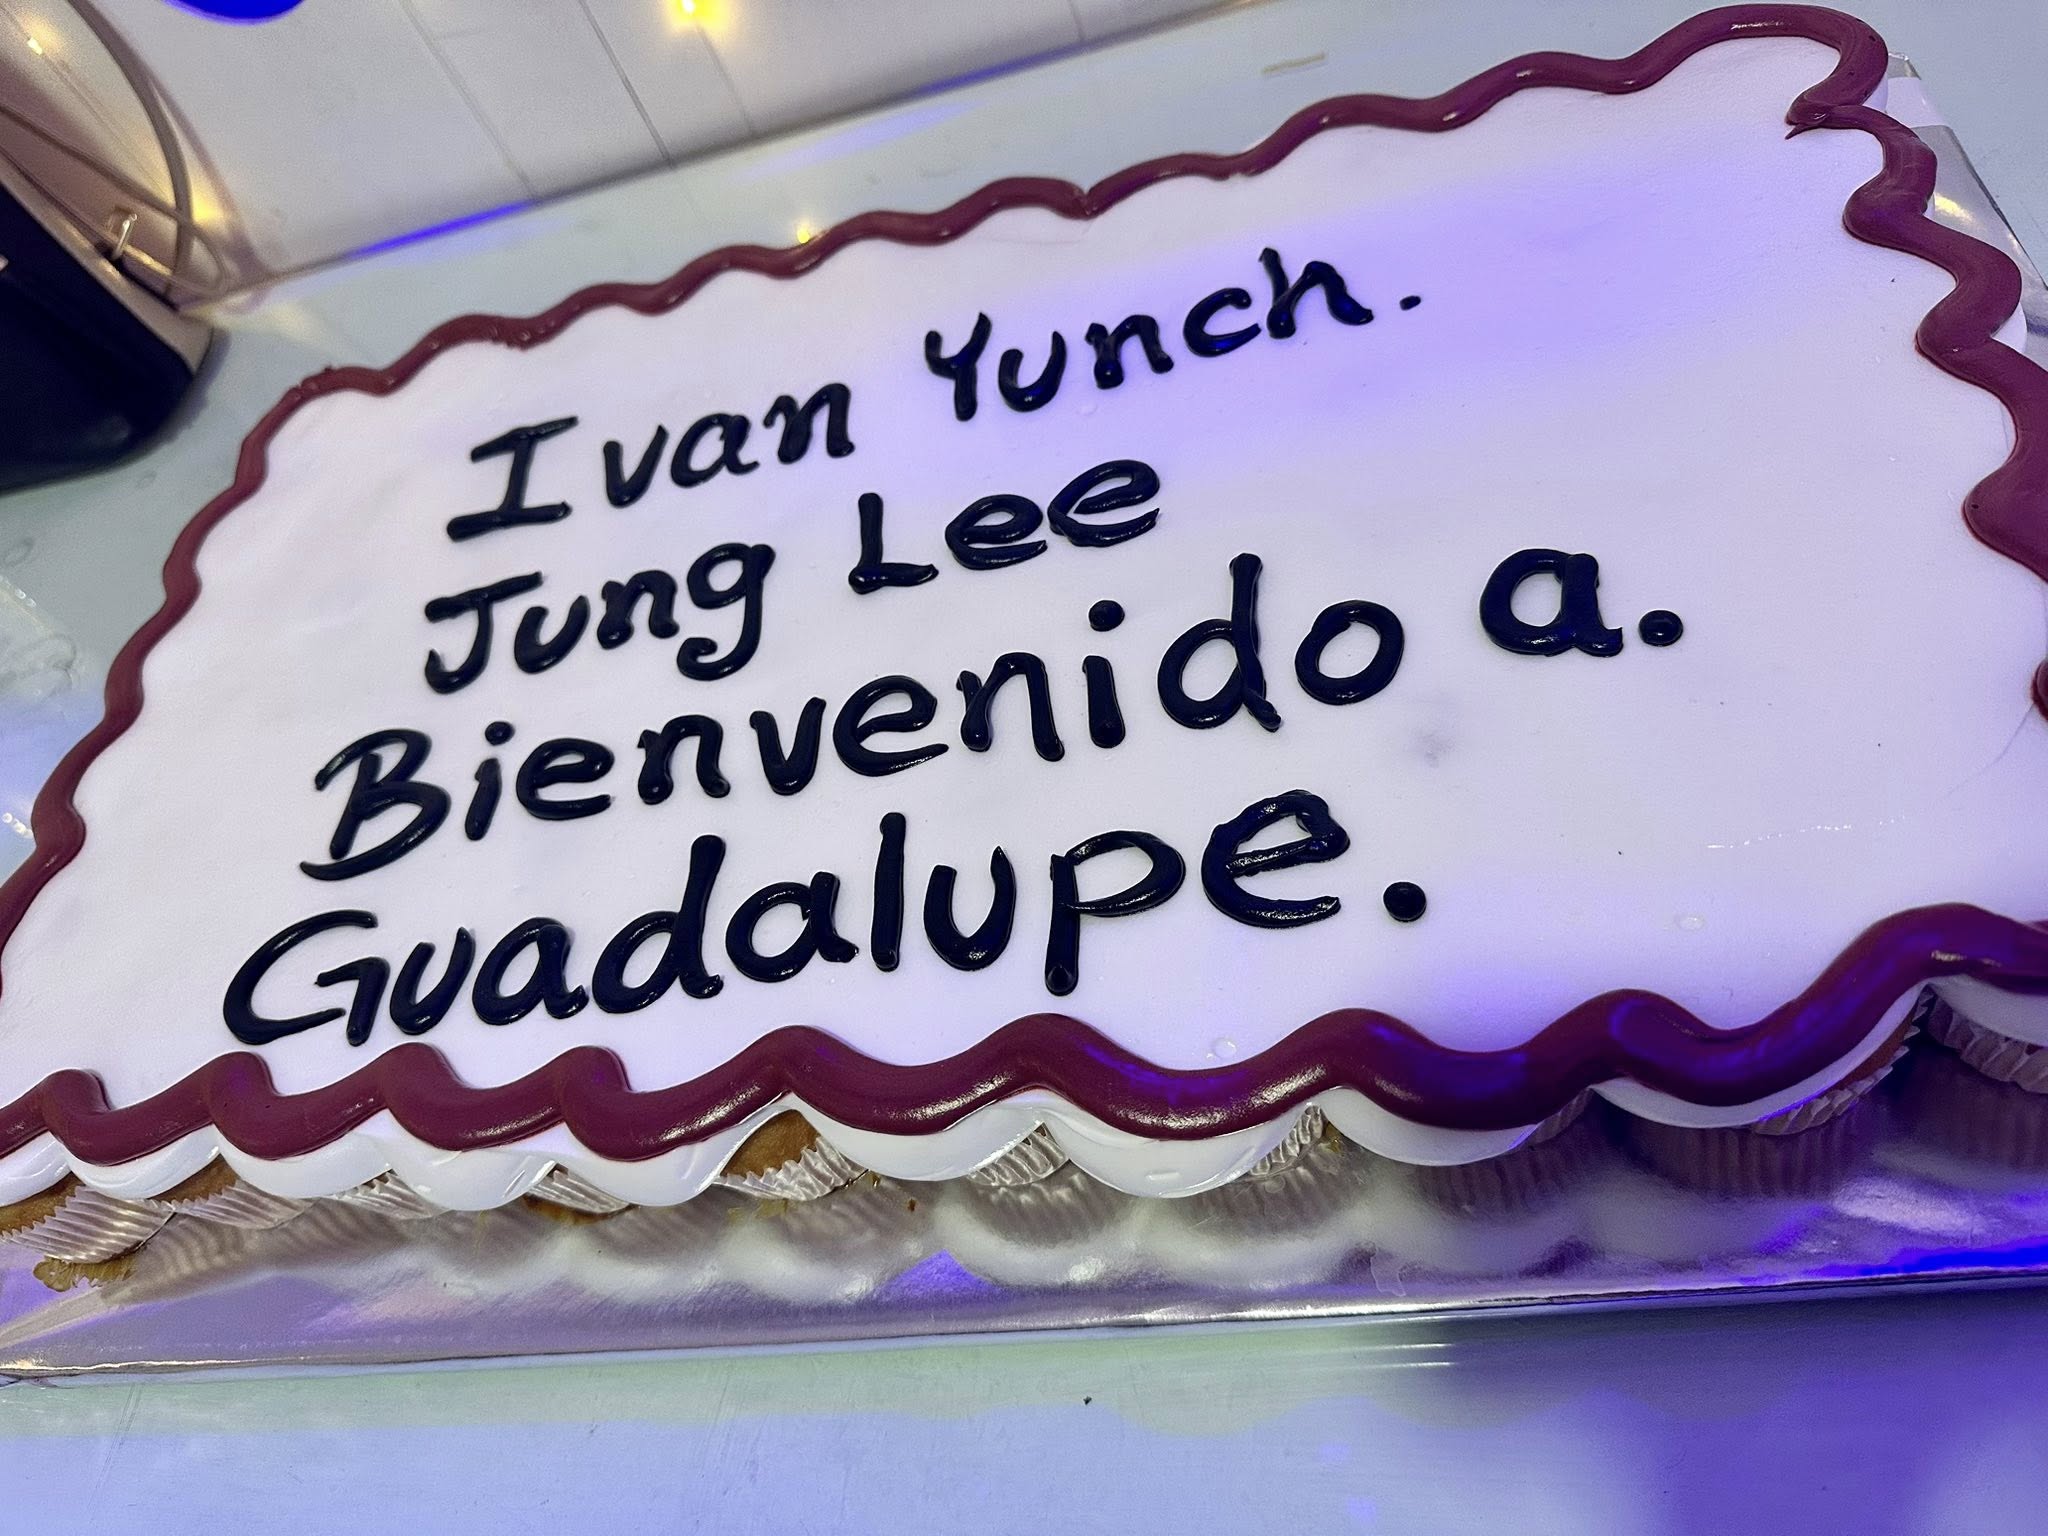 Ivan Yunch.
Jung Lee
Bienvenido a.
Guadalupe.